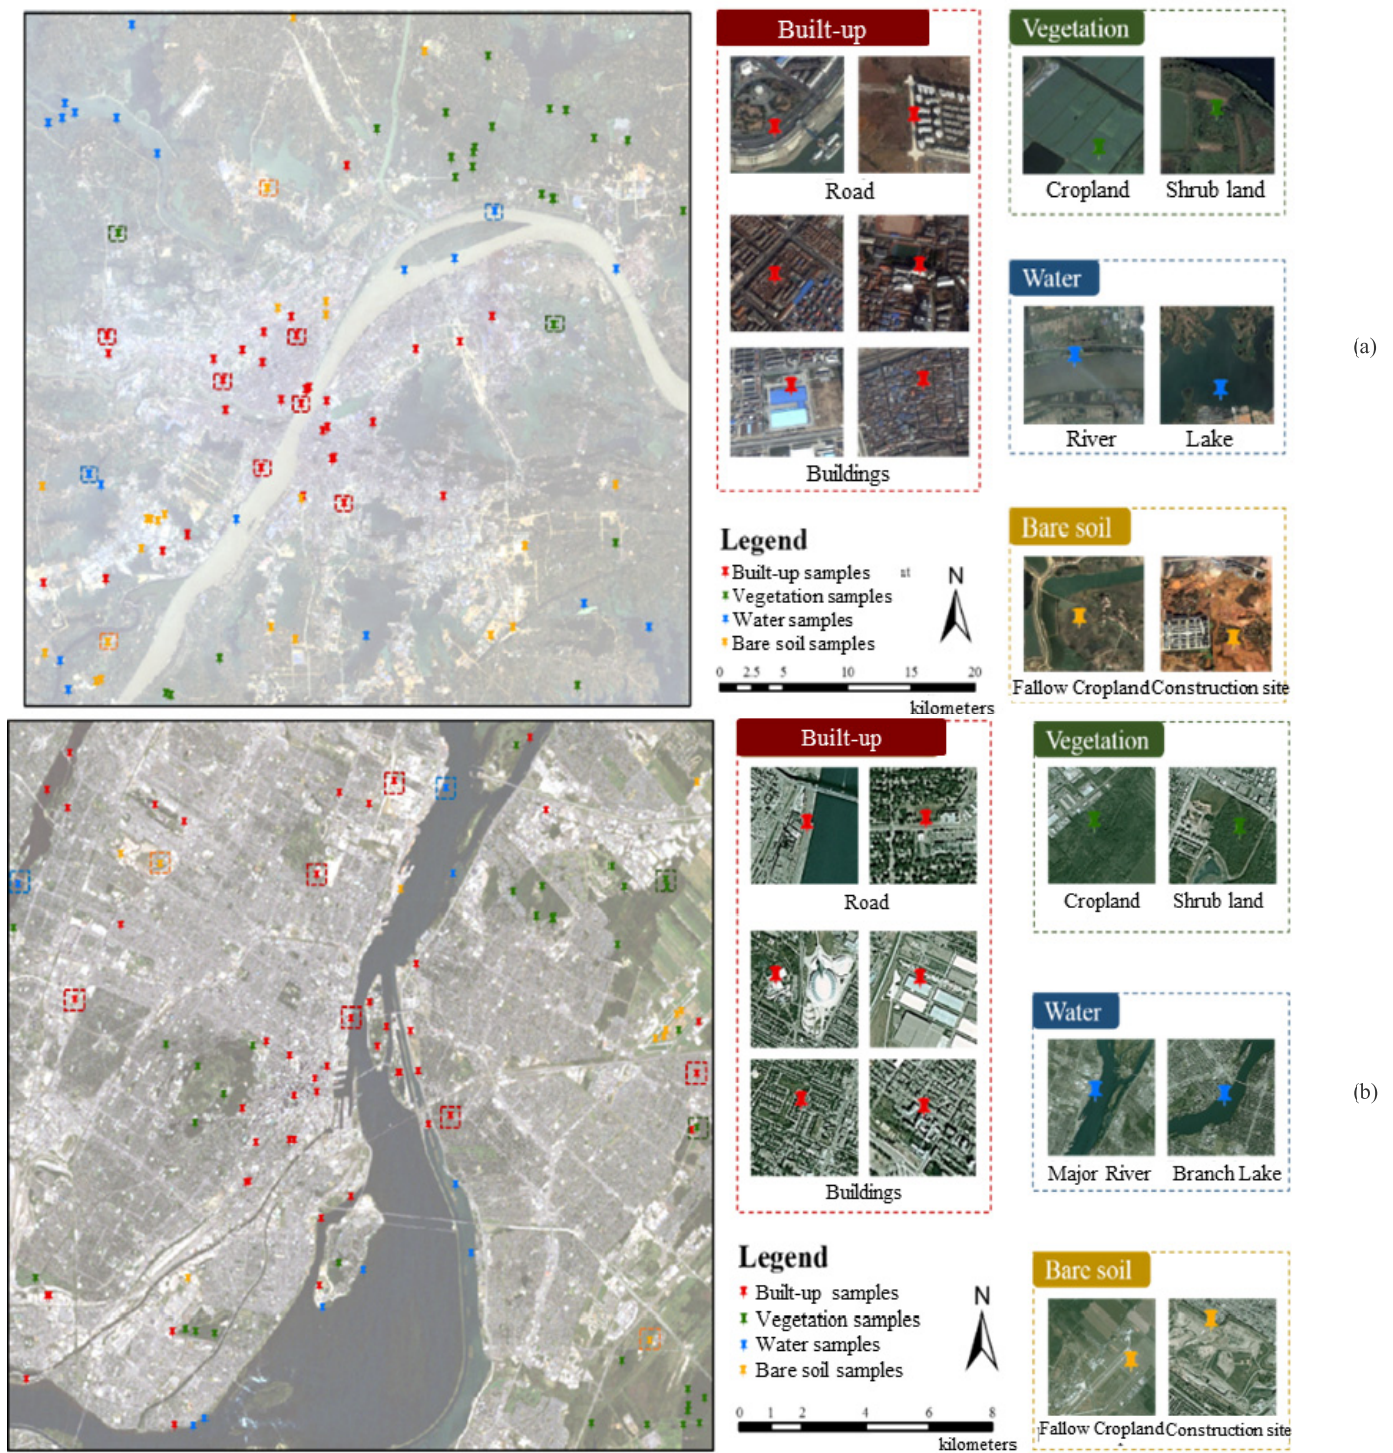 Built-up
Road
Buildings
Vegetation
Cropland Shrub land
Water
River Lake
Bare soil
Fallow Cropland Construction site
Legend
Built-up samples
Vegetation samples
Water samples
Bare soil samples
N
0 2.5 5 10 15 20
kilometers
(a)
Built-up
Road
Buildings
Vegetation
Cropland Shrub land
Water
Major River Branch Lake
Bare soil
Fallow Cropland Construction site
Legend
Built-up samples
Vegetation samples
Water samples
Bare soil samples
N
0 2 4 6 8
kilometers
(b)